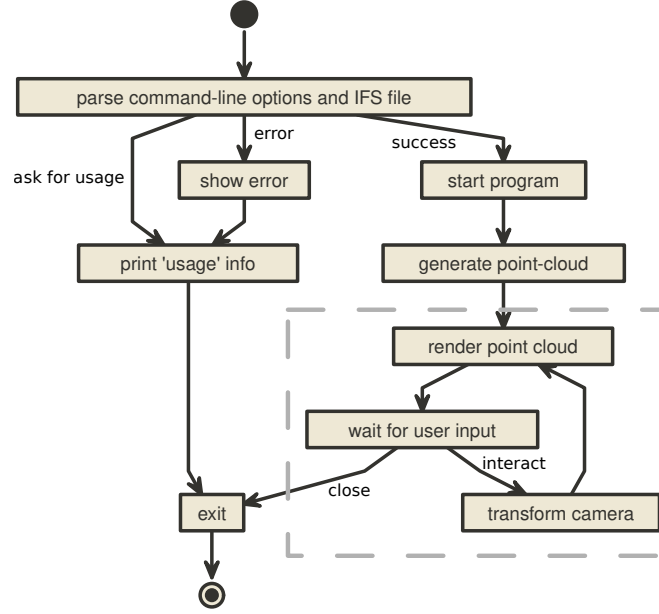 parse command-line options and IFS file
error
success
ask for usage
show error
start program
print 'usage' info
generate point-cloud
render point cloud
wait for user input
interact
close
exit
transform camera